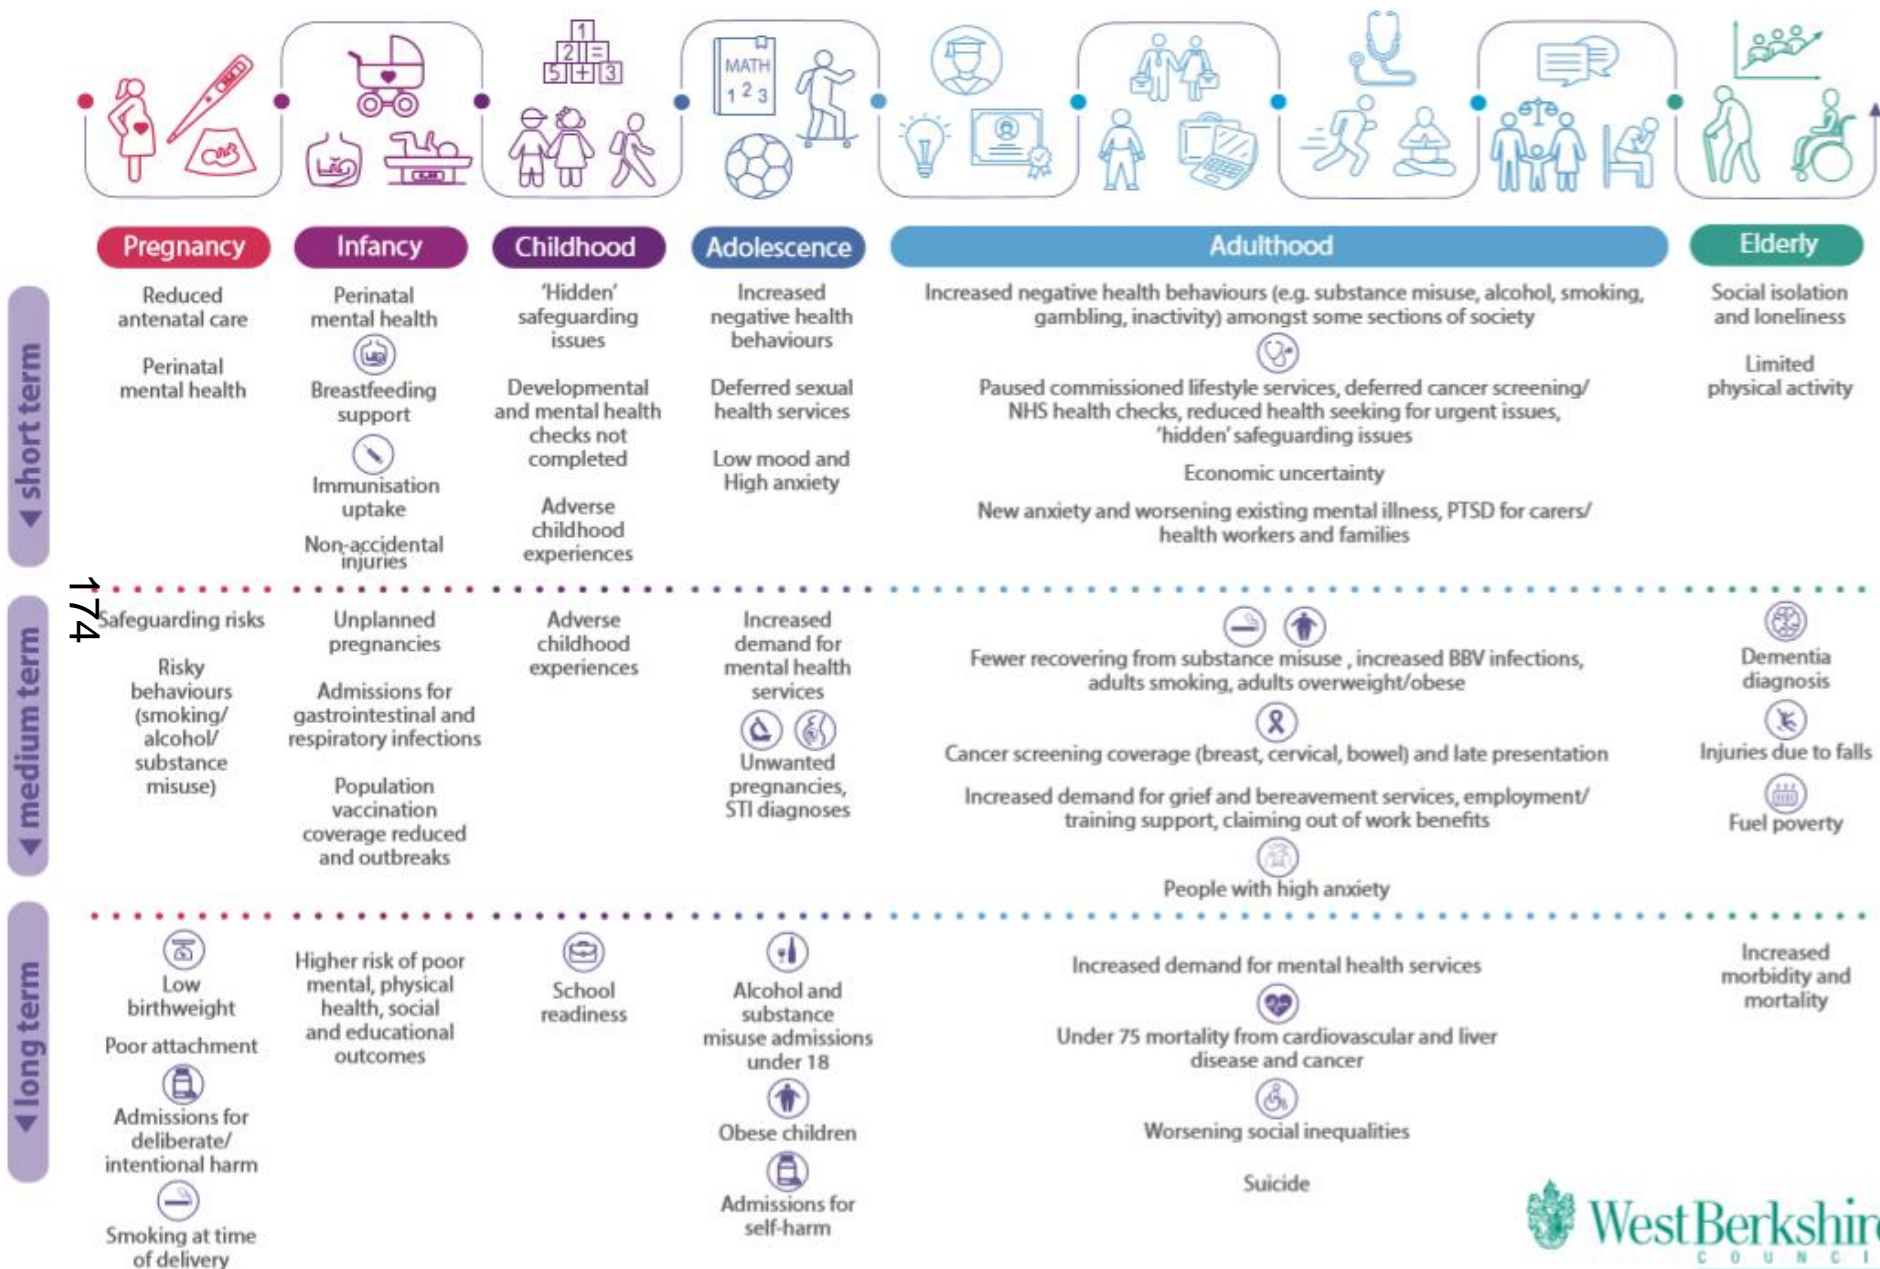 1
2 =
5 + 3
MATH
1 2 3
Pregnancy
Infancy
Childhood
Adolescence
Adulthood
Elderly
short term
Reduced
antenatal care
Perinatal
mental health
Perinatal
mental health
Breastfeeding
support
Immunisation
uptake
Non-accidental
injuries
'Hidden'
safeguarding
issues
Developmental
and mental health
checks not
completed
Adverse
childhood
experiences
Increased
negative health
behaviours
Deferred sexual
health services
Low mood and
High anxiety
Increased negative health behaviours (e.g. substance misuse, alcohol, smoking,
gambling, inactivity) amongst some sections of society
Paused commissioned lifestyle services, deferred cancer screening/
NHS health checks, reduced health seeking for urgent issues,
'hidden' safeguarding issues
Economic uncertainty
New anxiety and worsening existing mental illness, PTSD for carers/
health workers and families
Social isolation
and loneliness
Limited
physical activity
174
medium term
Safeguarding risks
Risky
behaviours
(smoking/
alcohol/
substance
misuse)
Unplanned
pregnancies
Admissions for
gastrointestinal and
respiratory infections
Population
vaccination
coverage reduced
and outbreaks
Adverse
childhood
experiences
Increased
demand for
mental health
services
Unwanted
pregnancies,
STI diagnoses
Fewer recovering from substance misuse , increased BBV infections,
adults smoking, adults overweight/obese
Cancer screening coverage (breast, cervical, bowel) and late presentation
Increased demand for grief and bereavement services, employment/
training support, claiming out of work benefits
People with high anxiety
Dementia
diagnosis
Injuries due to falls
Fuel poverty
long term
Low
birthweight
Poor attachment
Admissions for
deliberate/
intentional harm
Smoking at time
of delivery
Higher risk of poor
mental, physical
health, social
and educational
outcomes
School
readiness
Alcohol and
substance
misuse admissions
under 18
Obese children
Admissions for
self-harm
Increased demand for mental health services
Under 75 mortality from cardiovascular and liver
disease and cancer
Worsening social inequalities
Suicide
Increased
morbidity and
mortality
West Berkshire
COUNCI